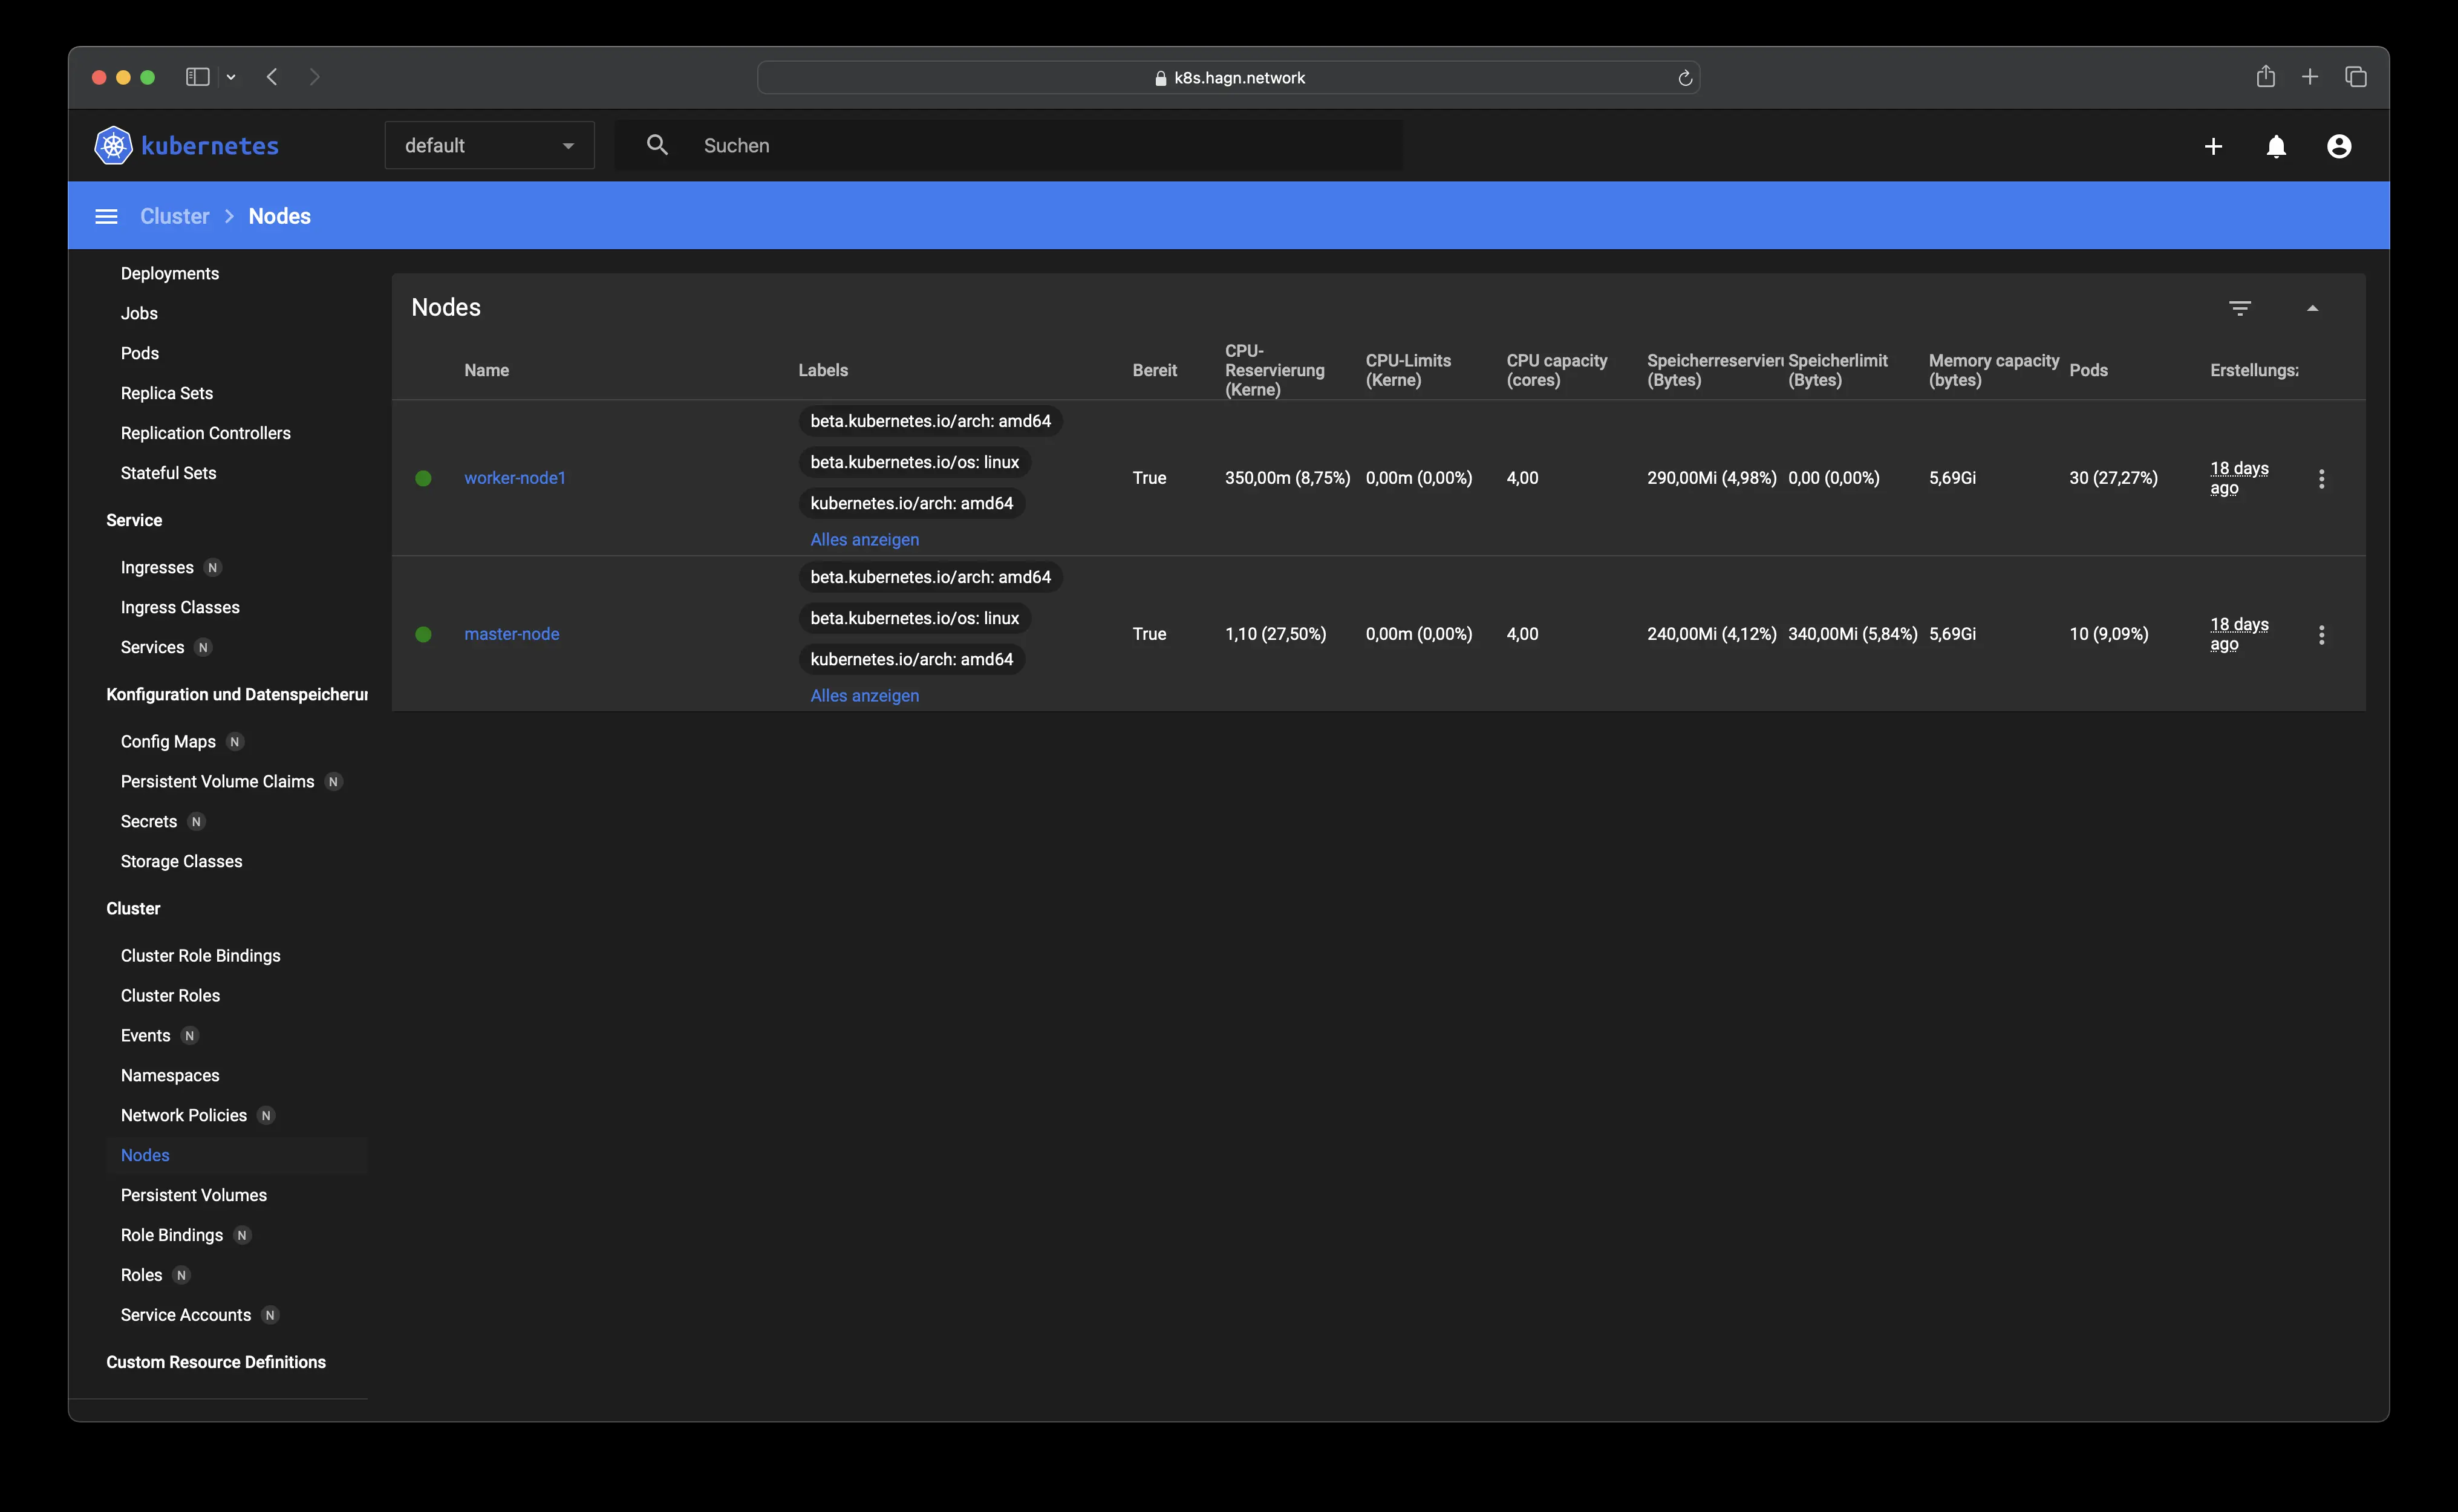 k8s.hagn.network
kubernetes
default
Suchen
Cluster
Nodes
Deployments
Jobs
Pods
Replica Sets
Replication Controllers
Stateful Sets
Service
Ingresses N
Ingress Classes
Services N
Konfiguration und Datenspeicherun
Config Maps N
Persistent Volume Claims N
Secrets N
Storage Classes
Cluster
Cluster Role Bindings
Cluster Roles
Events N
Namespaces
Network Policies N
Nodes
Persistent Volumes
Role Bindings N
Roles N
Service Accounts N
Custom Resource Definitions
Nodes
Name
Labels
Bereit
CPU-
Reservierung
(Kerne)
CPU-Limits
(Kerne)
CPU capacity
(cores)
Speicherreservieru
(Bytes)
Speicherlimit
(Bytes)
Memory capacity
(bytes)
Pods
Erstellungsz
worker-node1
beta.kubernetes.io/arch: amd64
beta.kubernetes.io/os: linux
kubernetes.io/arch: amd64
Alles anzeigen
True
350,00m (8,75%)
0,00m (0,00%)
4,00
290,00Mi (4,98%)
0,00 (0,00%)
5,69Gi
30 (27,27%)
18 days
ago
master-node
beta.kubernetes.io/arch: amd64
beta.kubernetes.io/os: linux
kubernetes.io/arch: amd64
Alles anzeigen
True
1,10 (27,50%)
0,00m (0,00%)
4,00
240,00Mi (4,12%)
340,00Mi (5,84%)
5,69Gi
10 (9,09%)
18 days
ago